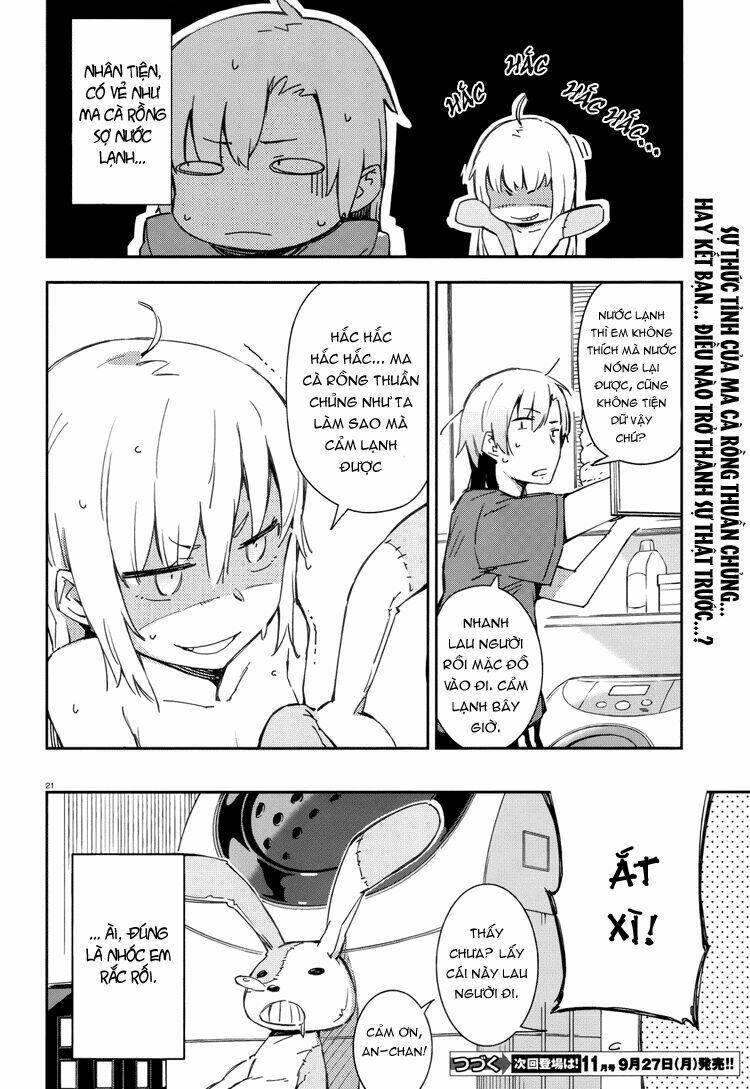 NHÂN TIỆN,
CÓ VẺ NHƯ
MA CÀ RỒNG
SỢ NƯỚC
LẠNH...
HẮC HẮC
HẮC HẮC...
NƯỚC LẠNH
THÌ EM KHÔNG
THÍCH MÀ NƯỚC
NÓNG LẠI
ĐƯỢC, CŨNG
KHÔNG TIỆN
DỮ VẬY
CHỨ?
NHANH
LAU NGƯỜI
RỒI MẶC ĐỒ
VÀO ĐI. CẢM
LẠNH BÂY
GIỜ.
HẮC HẮC
HẮC HẮC... MA
CÀ RỒNG THUẦN
CHỦNG NHƯ TA
LÀM SAO MÀ
CẢM LẠNH
ĐƯỢC
SỰ THỨC TỈNH CỦA MA CÀ RỒNG THUẦN CHỦNG...
HAY KẾT BẠN... ĐIỀU NÀO TRỞ THÀNH SỰ THẬT TRƯỚC...?
21
ẮT
XÌ!
THẤY
CHƯA? LẤY
CÁI NÀY LAU
NGƯỜI ĐI.
CẢM ƠN,
AN-CHAN!
... ÀI, ĐÚNG
LÀ NHÓC EM
RẮC RỐI.
つづく 次回登場は!11月号 9月27日(月)発売!!